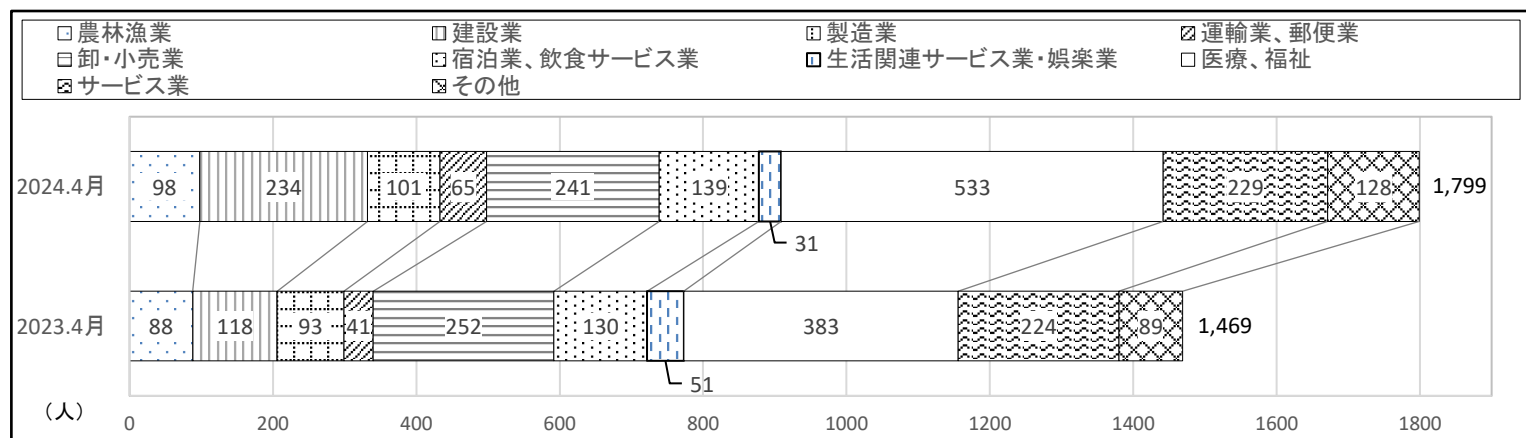 農林漁業 建設業 製造業 運輸業、郵便業
卸・小売業 宿泊業、飲食サービス業 生活関連サービス業・娯楽業 医療、福祉
サービス業 その他
2024.4月 98 234 101 65 241 139 533 229 128 1,799
31
2023.4月 88 118 93 41 252 130 383 224 89 1,469
51
（人） 0 200 400 600 800 1000 1200 1400 1600 1800